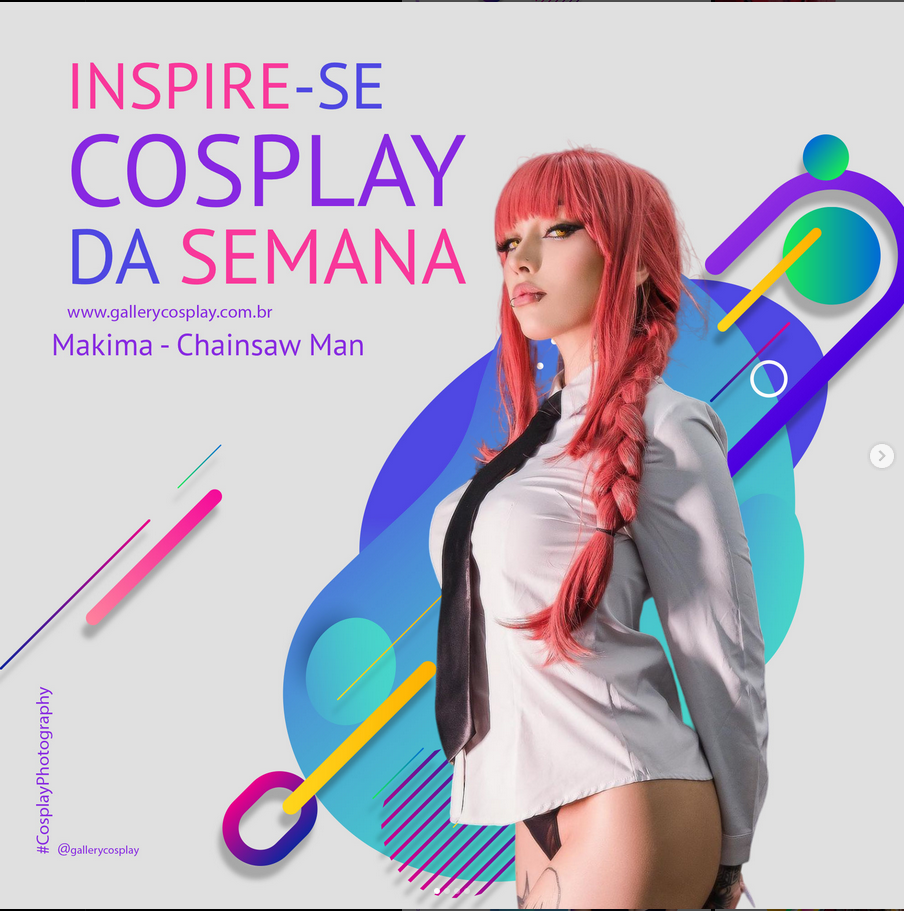 INSPIRE-SE
COSPLAY
DA SEMANA
www.gallerycosplay.com.br
Makima - Chainsaw Man
#CosplayPhotography
@gallerycosplay